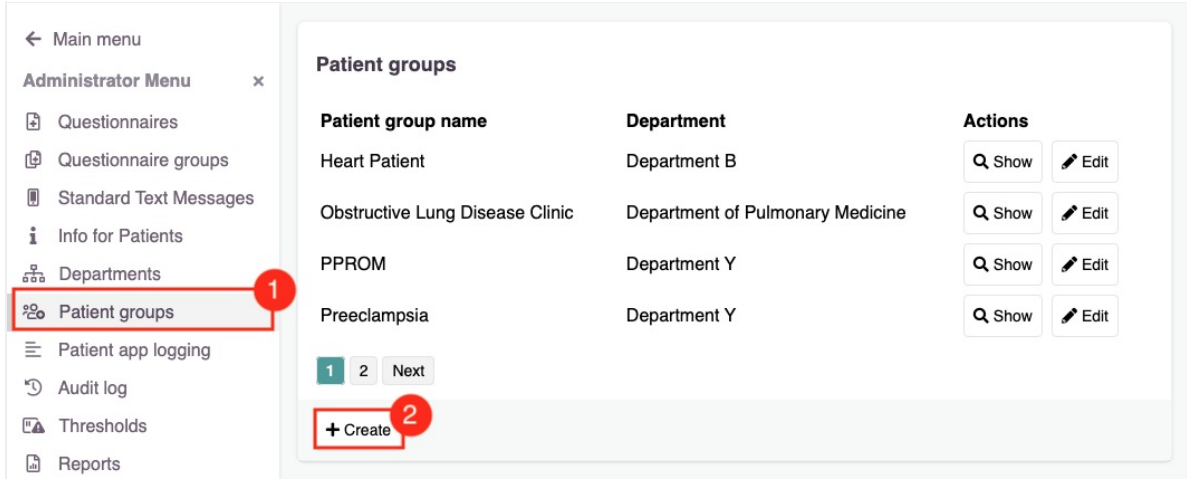 Main menu
Administrator Menu ×
Questionnaires
Questionnaire groups
Standard Text Messages
Info for Patients
Departments
1
Patient groups
Patient app logging
Audit log
Thresholds
Reports
Patient groups
Patient group name Department Actions
Heart Patient Department B Show Edit
Obstructive Lung Disease Clinic Department of Pulmonary Medicine Show Edit
PPROM Department Y Show Edit
Preeclampsia Department Y Show Edit
1 2 Next
2
+ Create